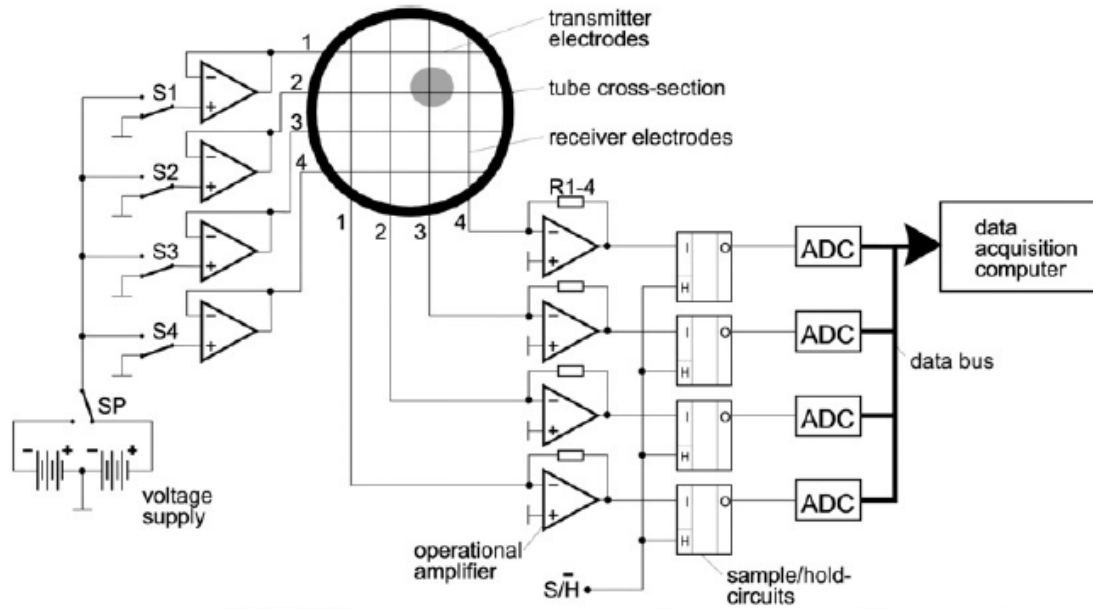 transmitter
electrodes
tube cross-section
receiver electrodes
1
2
3
4
S1
S2
S3
S4
SP
- + - +
voltage
supply
1 2 3 4
R1-4
- +
- +
- +
- +
- +
- +
- +
- +
I O
H
I O
H
I O
H
I O
H
ADC
ADC
ADC
ADC
data
acquisition
computer
data bus
operational
amplifier
S/H̄
sample/hold-
circuits